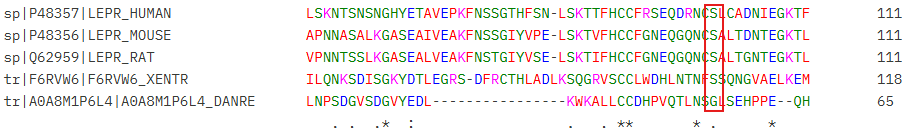 sp|P48357|LEPR_HUMAN LSKNTSNSNGHYETAVEPKFNSSGTHFSN-LSKTTFHCCFRSEQDRNCSLCADNIEGKTF 111
sp|P48356|LEPR_MOUSE APNNASALKGASEAIVEAKFNSSGIYVPE-LSKTVFHCCFGNEQGQNCSALTDNTEGKTL 111
sp|Q62959|LEPR_RAT VPNNTSSLKGASEALVEAKFNSTGIYVSE-LSKTIFHCCFGNEQGQNCSALTGNTEGKTL 111
tr|F6RVW6|F6RVW6_XENTR ILQNKSDISGKYDTLEGRS-DFRCTHLADLKSQGRVSCCLWDHLNTNFSSQNGVAELKEM 118
tr|A0A8M1P6L4|A0A8M1P6L4_DANRE LNPSDGVSDGVYEDL---------------KWKALLCCDHPVQTLNSGLSEHPPE--QH 65
. . .* : . . ** * . *